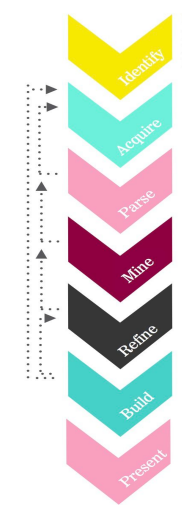 Identify
Acquire
Parse
Mine
Refine
Build
Present